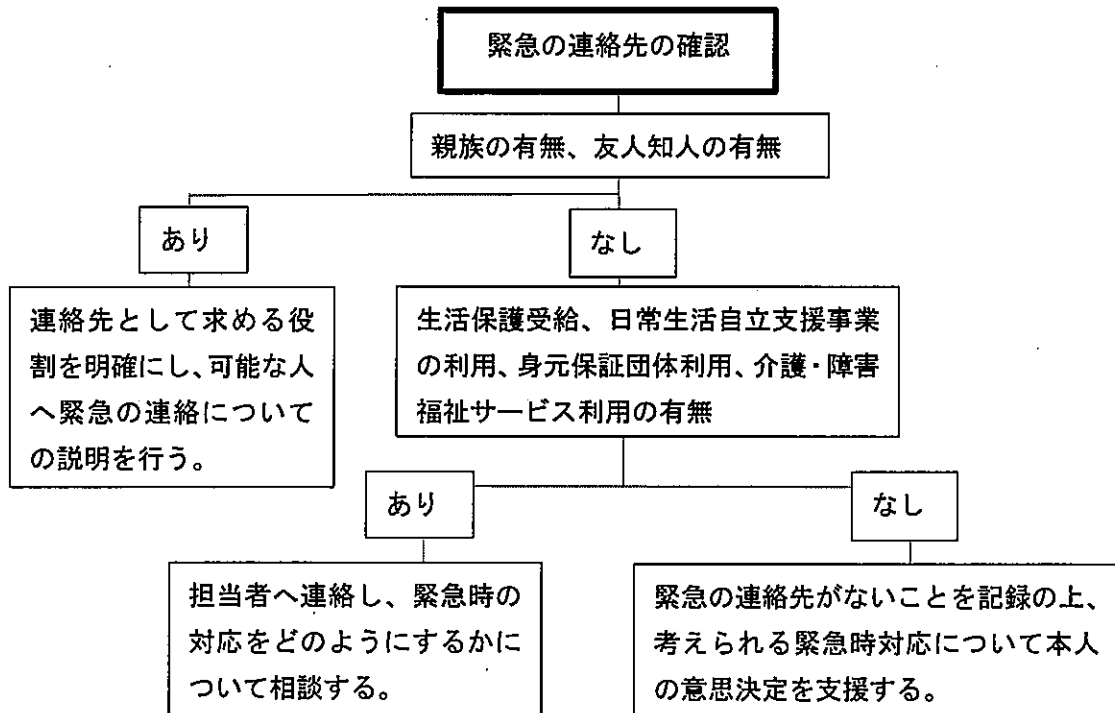 緊急の連絡先の確認
親族の有無、友人知人の有無
あり
なし
連絡先として求める役
割を明確にし、可能な人
へ緊急の連絡について
の説明を行う。
生活保護受給、日常生活自立支援事業
の利用、身元保証団体利用、介護・障害
福祉サービス利用の有無
あり
なし
担当者へ連絡し、緊急時の
対応をどのようにするかに
ついて相談する。
緊急の連絡先がないことを記録の上、
考えられる緊急時対応について本人
の意思決定を支援する。